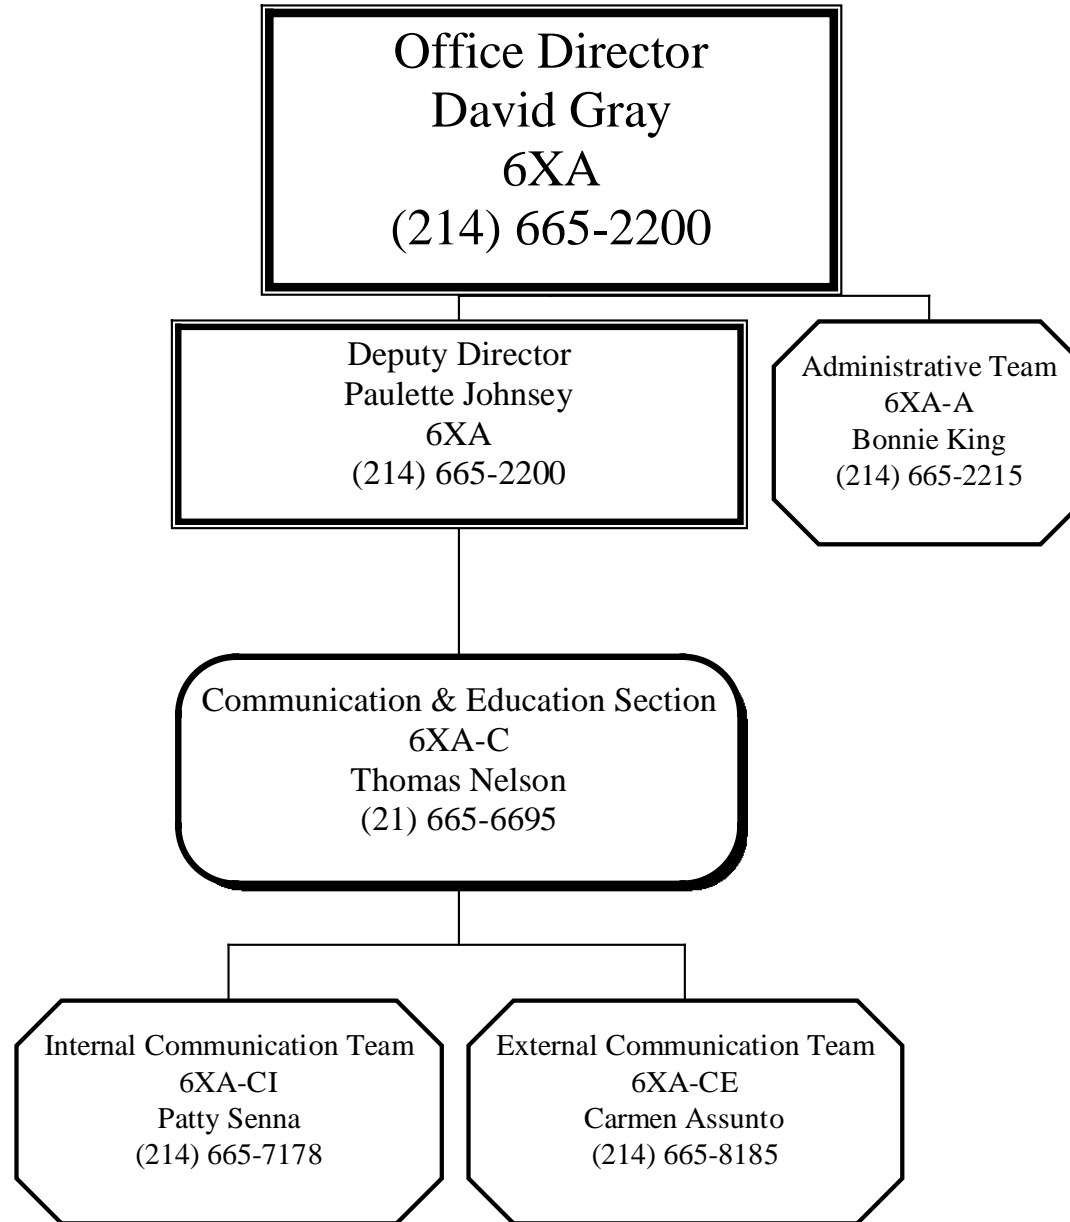 Office Director
David Gray
6XA
(214) 665-2200
Deputy Director
Paulette Johnsey
6XA
(214) 665-2200
Administrative Team
6XA-A
Bonnie King
(214) 665-2215
Communication & Education Section
6XA-C
Thomas Nelson
(21) 665-6695
Internal Communication Team
6XA-CI
Patty Senna
(214) 665-7178
External Communication Team
6XA-CE
Carmen Assunto
(214) 665-8185